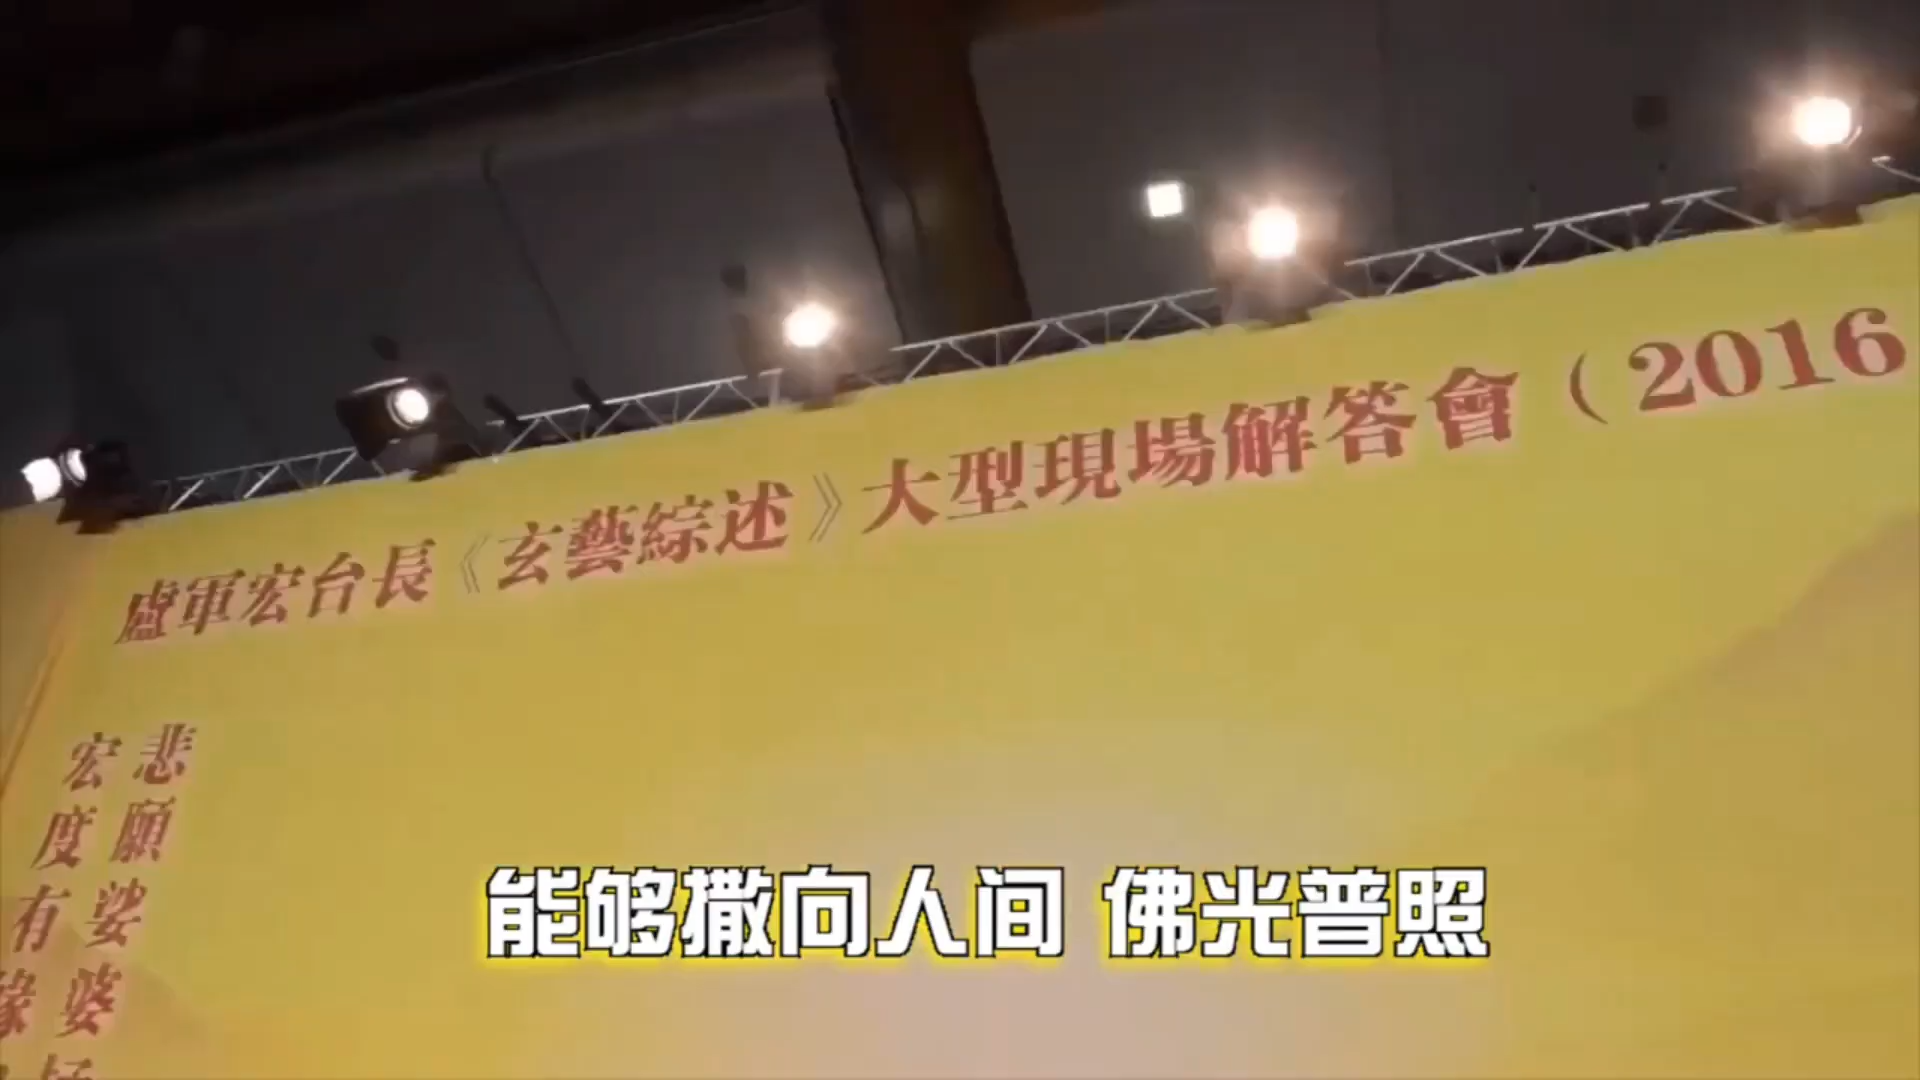 盧軍宏台長《玄藝綜述》大型現場解答會（2016
悲願娑婆
宏度有緣
能够撒向人间 佛光普照